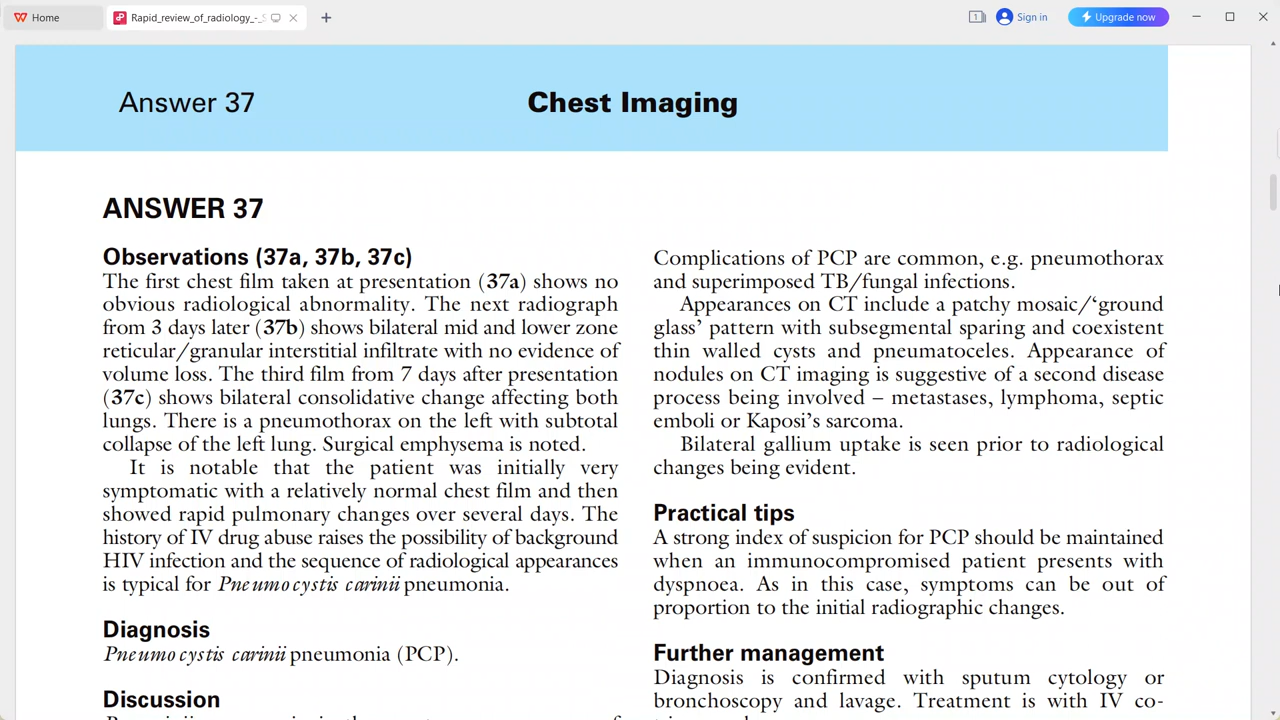 Home
Rapid_review_of_radiology_-_S
1
Sign in
Upgrade now
Answer 37
Chest Imaging
ANSWER 37
Observations (37a, 37b, 37c)
The first chest film taken at presentation (37a) shows no
obvious radiological abnormality. The next radiograph
from 3 days later (37b) shows bilateral mid and lower zone
reticular/granular interstitial infiltrate with no evidence of
volume loss. The third film from 7 days after presentation
(37c) shows bilateral consolidative change affecting both
lungs. There is a pneumothorax on the left with subtotal
collapse of the left lung. Surgical emphysema is noted.
It is notable that the patient was initially very
symptomatic with a relatively normal chest film and then
showed rapid pulmonary changes over several days. The
history of IV drug abuse raises the possibility of background
HIV infection and the sequence of radiological appearances
is typical for Pneumocystis carinii pneumonia.
Diagnosis
Pneumocystis carinii pneumonia (PCP).
Discussion
Complications of PCP are common, e.g. pneumothorax
and superimposed TB/fungal infections.
Appearances on CT include a patchy mosaic/‘ground
glass’ pattern with subsegmental sparing and coexistent
thin walled cysts and pneumatoceles. Appearance of
nodules on CT imaging is suggestive of a second disease
process being involved – metastases, lymphoma, septic
emboli or Kaposi’s sarcoma.
Bilateral gallium uptake is seen prior to radiological
changes being evident.
Practical tips
A strong index of suspicion for PCP should be maintained
when an immunocompromised patient presents with
dyspnoea. As in this case, symptoms can be out of
proportion to the initial radiographic changes.
Further management
Diagnosis is confirmed with sputum cytology or
bronchoscopy and lavage. Treatment is with IV co-